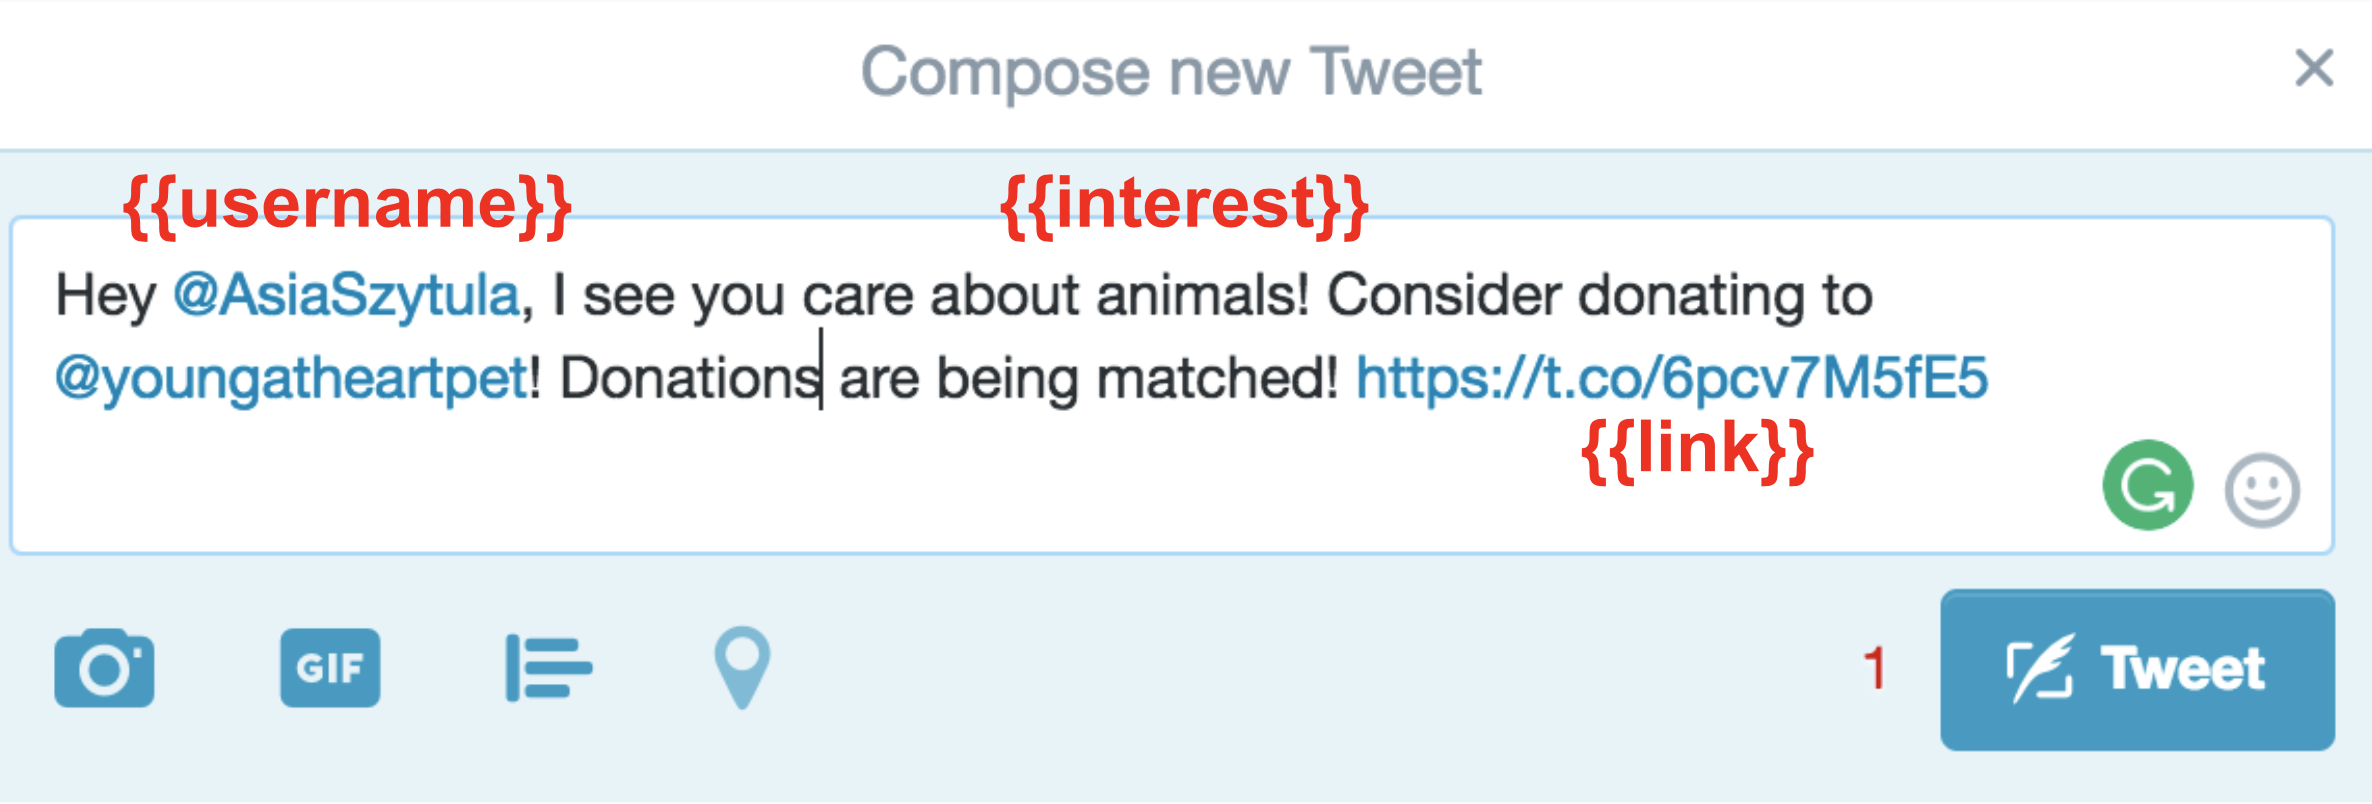 Compose new Tweet
{{username}} {{interest}}
Hey @AsiaSzytula, I see you care about animals! Consider donating to
@youngatheartpet! Donations are being matched! https://t.co/6pcv7M5fE5
{{link}}
GIF
1 Tweet